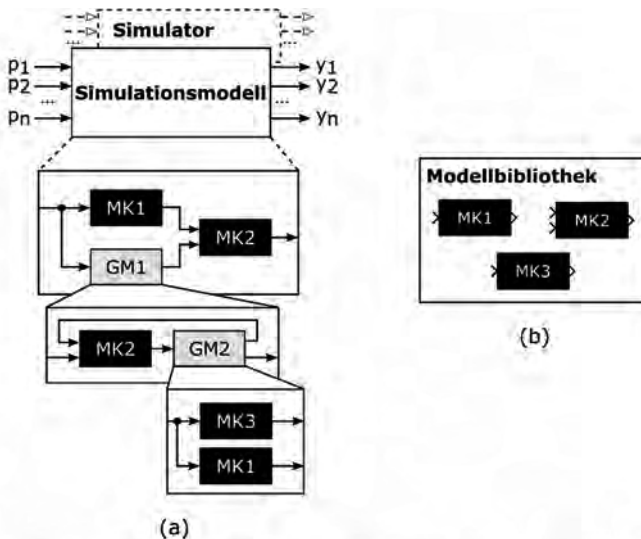 Simulator
...
...
p1
Simulationsmodell
y1
p2
y2
...
...
pn
yn
MK1
MK2
GM1
MK2
GM2
MK3
MK1
(a)
Modellbibliothek
MK1
MK2
MK3
(b)